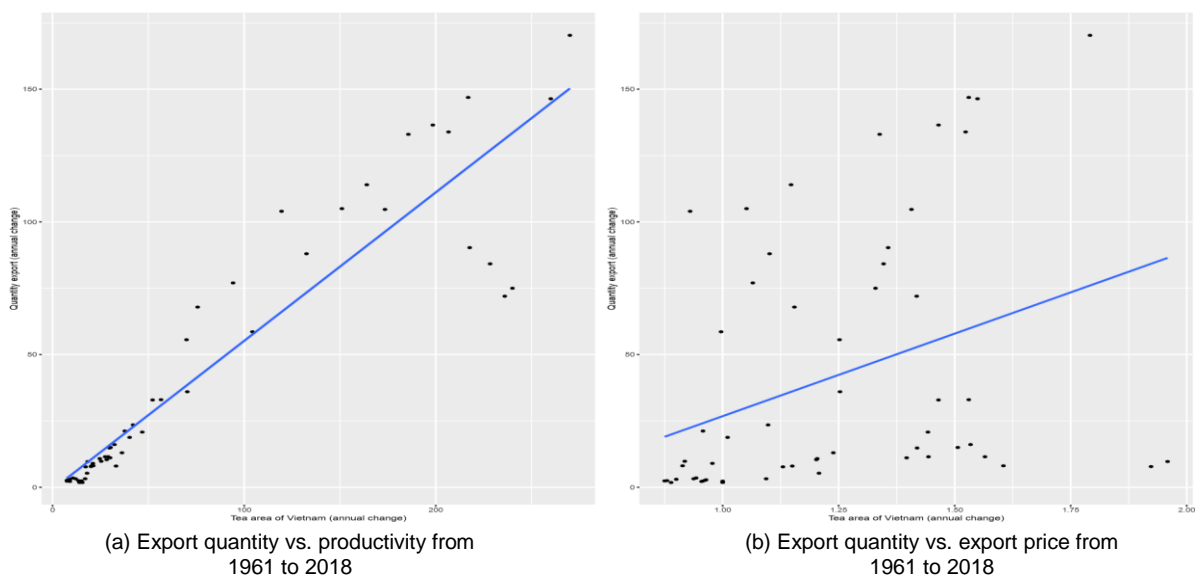 150
100
50
0
Quantity export (annual change)
0
100
200
Tea area of Vietnam (annual change)
(a) Export quantity vs. productivity from
1961 to 2018
150
100
50
0
Quantity export (annual change)
1.00
1.25
1.50
1.75
2.00
Tea area of Vietnam (annual change)
(b) Export quantity vs. export price from
1961 to 2018